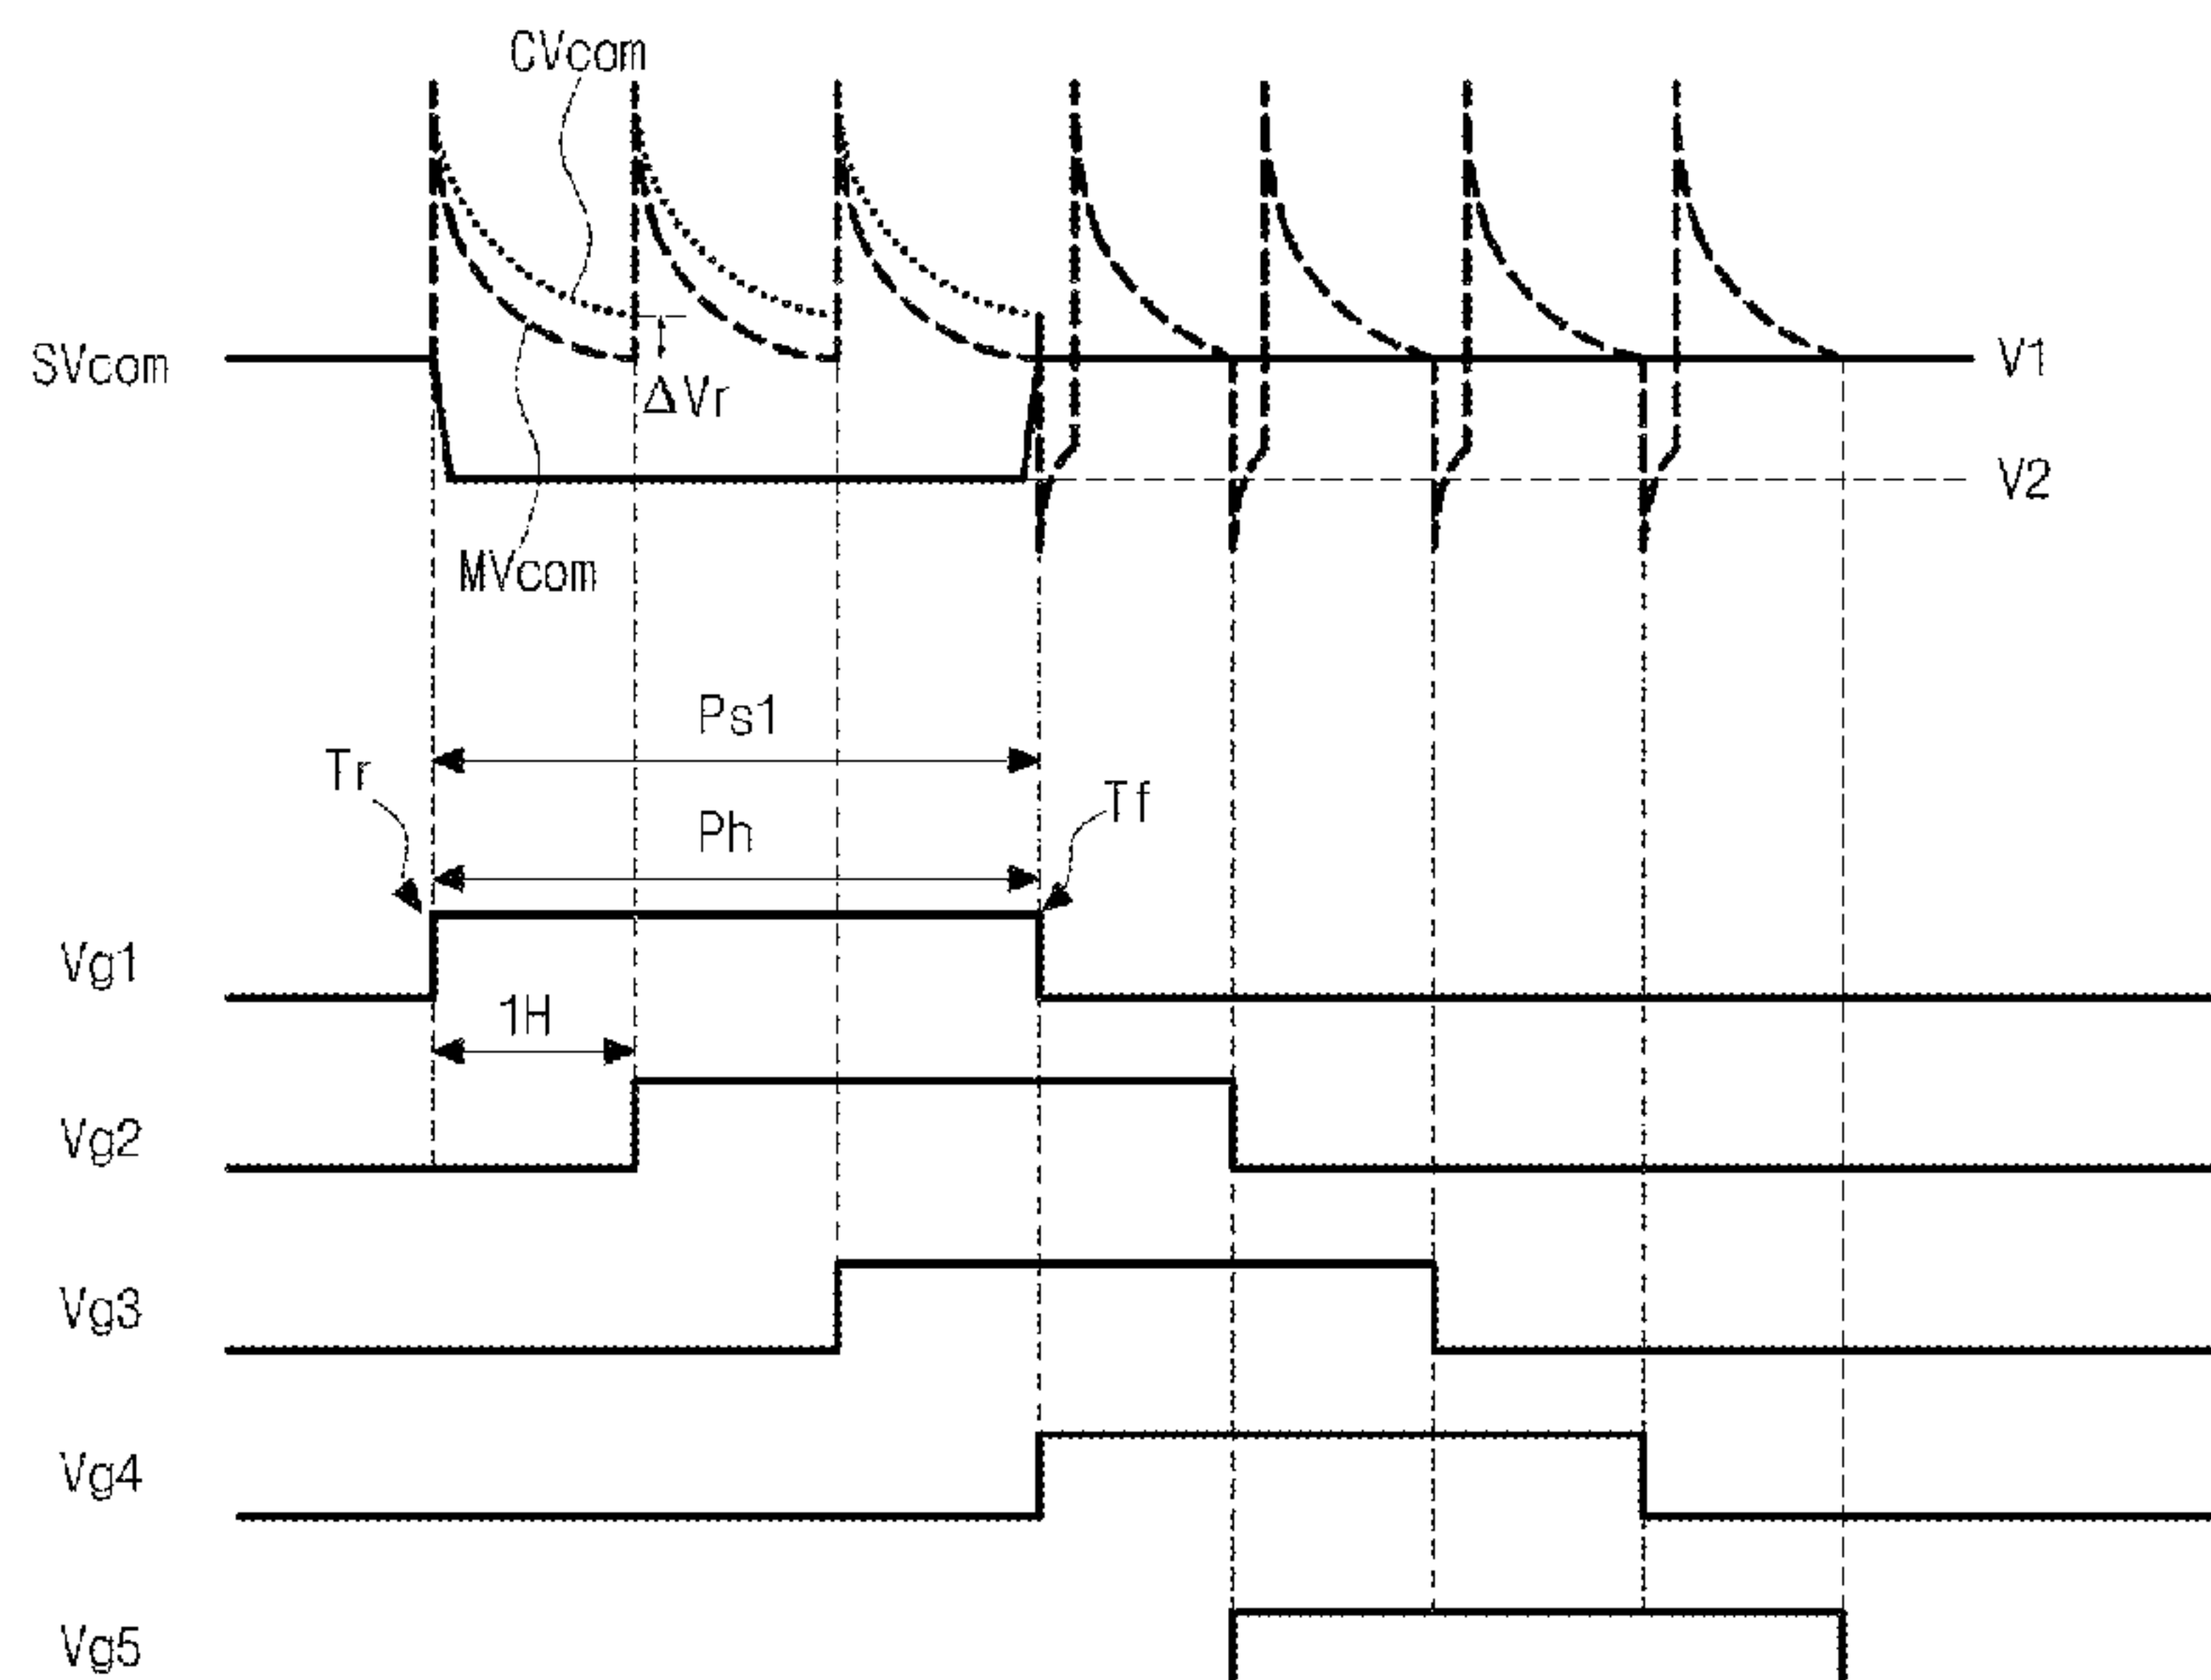 CVcom
SVcom
V1
ΔVr
V2
MVcom
Ps1
Tr
Tf
Ph
Vg1
1H
Vg2
Vg3
Vg4
Vg5